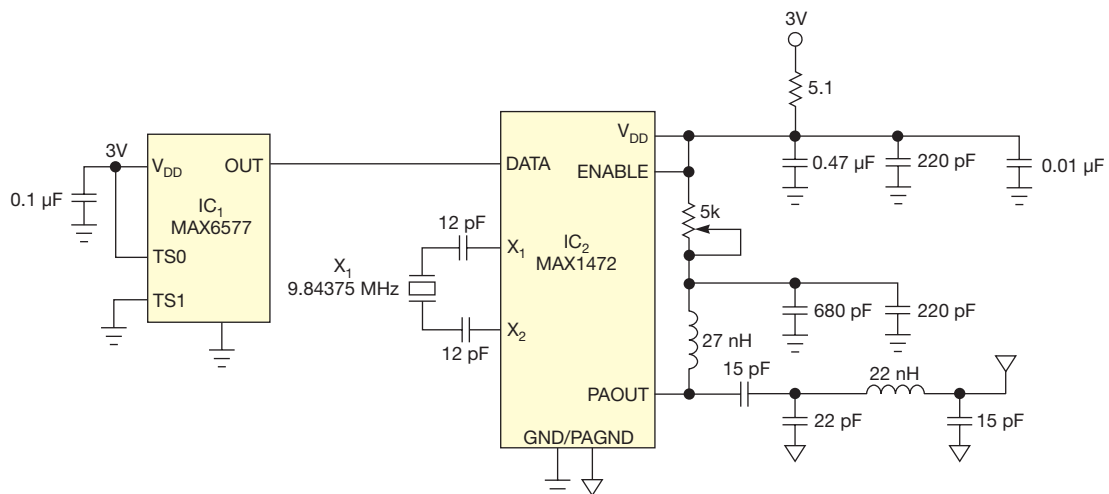 3V
5.1
0.47 µF
220 pF
0.01 µF
3V
0.1 µF
V_DD
OUT
IC₁
MAX6577
TS0
TS1
12 pF
X₁
9.84375 MHz
12 pF
V_DD
DATA
ENABLE
X₁
IC₂
MAX1472
X₂
PAOUT
GND/PAGND
5k
680 pF
220 pF
27 nH
15 pF
22 nH
22 pF
15 pF